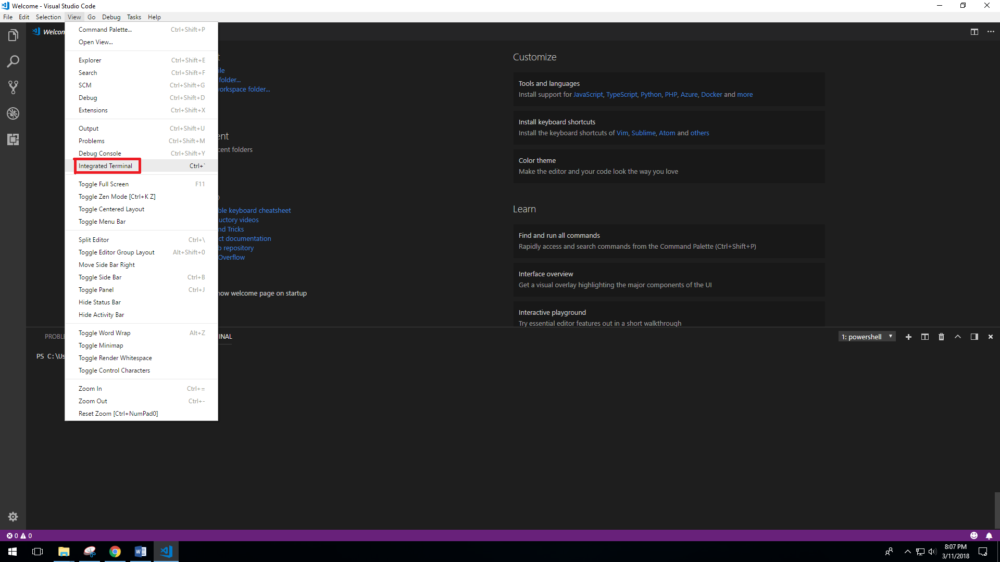 Welcome - Visual Studio Code
File Edit Selection View Go Debug Tasks Help
Command Palette... Ctrl+Shift+P
Open View...
Explorer Ctrl+Shift+E
Search Ctrl+Shift+F
SCM Ctrl+Shift+G
Debug Ctrl+Shift+D
Extensions Ctrl+Shift+X
Output Ctrl+Shift+U
Problems Ctrl+Shift+M
Debug Console Ctrl+Shift+Y
Integrated Terminal Ctrl+`
Toggle Full Screen F11
Toggle Zen Mode [Ctrl+K Z]
Toggle Centered Layout
Toggle Menu Bar
Split Editor Ctrl+\
Toggle Editor Group Layout Alt+Shift+0
Move Side Bar Right
Toggle Side Bar Ctrl+B
Toggle Panel Ctrl+J
Hide Status Bar
Hide Activity Bar
Toggle Word Wrap Alt+Z
Toggle Minimap
Toggle Render Whitespace
Toggle Control Characters
Zoom In Ctrl+=
Zoom Out Ctrl+-
Reset Zoom [Ctrl+NumPad0]
Welcom
t
ile
folder...
orkspace folder...
ent
cent folders
)
ble keyboard cheatsheet
uctory videos
nd Tricks
ct documentation
b repository
Overflow
how welcome page on startup
Customize
Tools and languages
Install support for JavaScript, TypeScript, Python, PHP, Azure, Docker and more
Install keyboard shortcuts
Install the keyboard shortcuts of Vim, Sublime, Atom and others
Color theme
Make the editor and your code look the way you love
Learn
Find and run all commands
Rapidly access and search commands from the Command Palette (Ctrl+Shift+P)
Interface overview
Get a visual overlay highlighting the major components of the UI
Interactive playground
Try essential editor features out in a short walkthrough
PROBL NAL 1: powershell
PS C:\Us
0 0
8:07 PM
3/11/2018